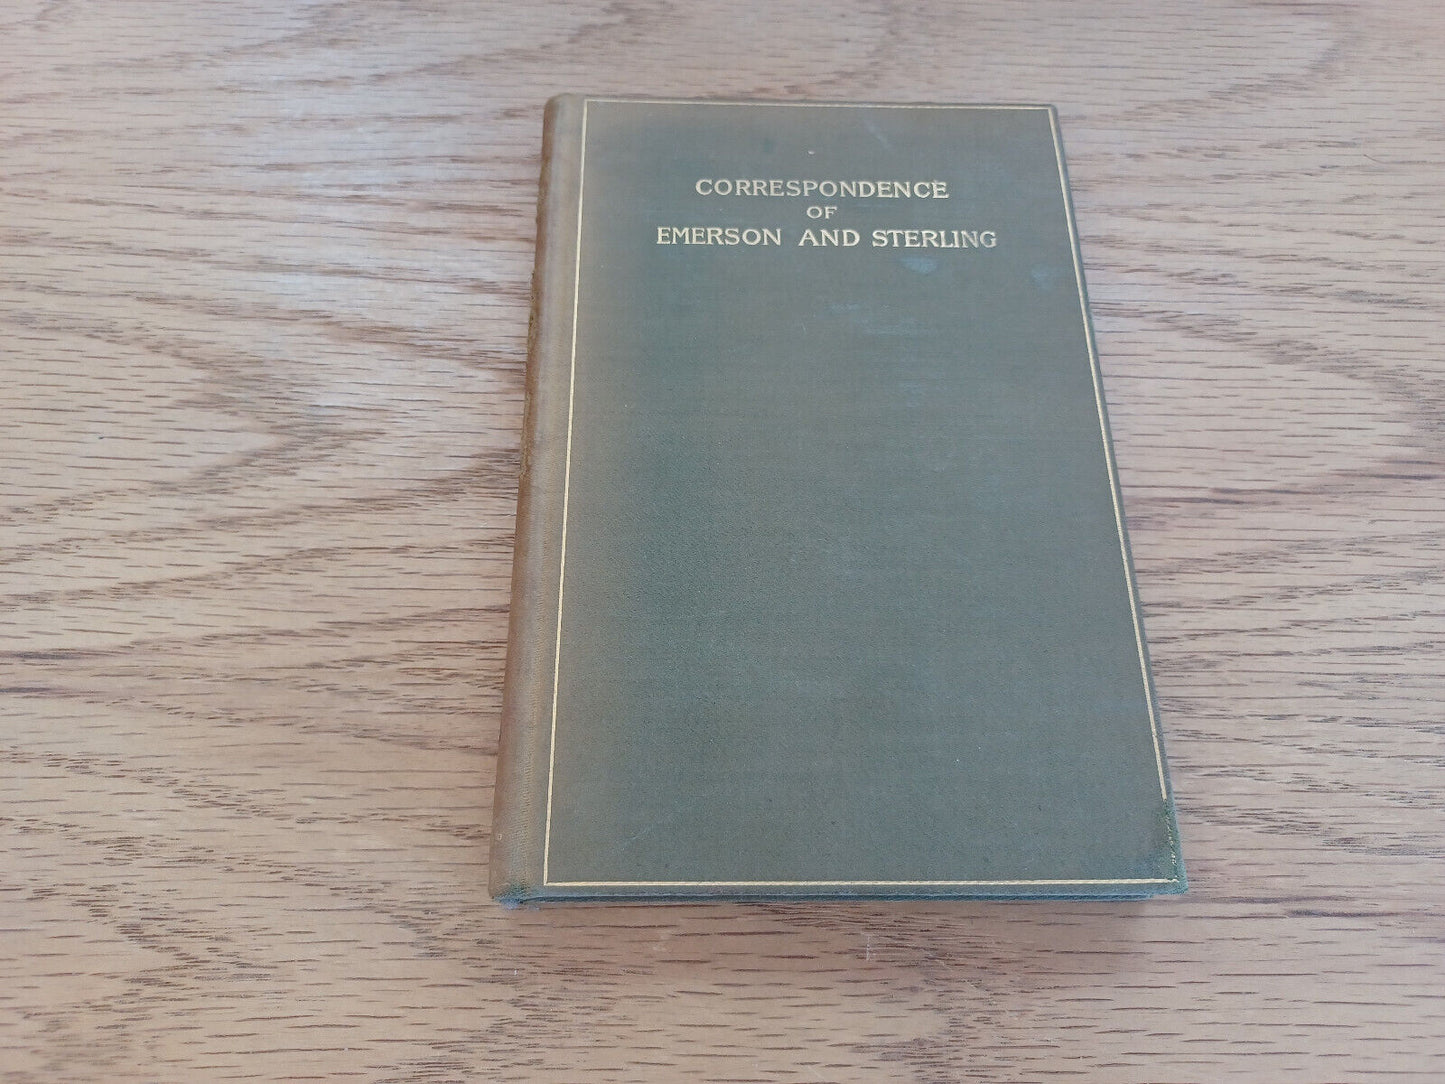 CORRESPONDENCE
OF
EMERSON AND STERLING